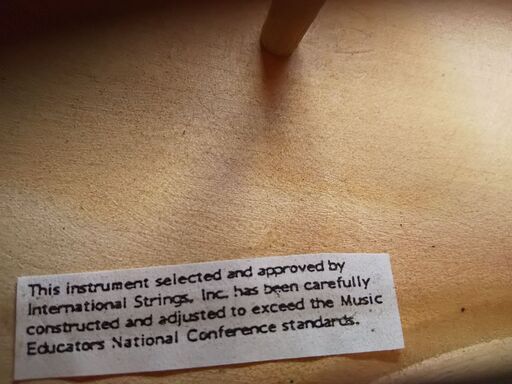 This instrument selected and approved by
International Strings, Inc. has been carefully
constructed and adjusted to exceed the Music
Educators National Conference standards.